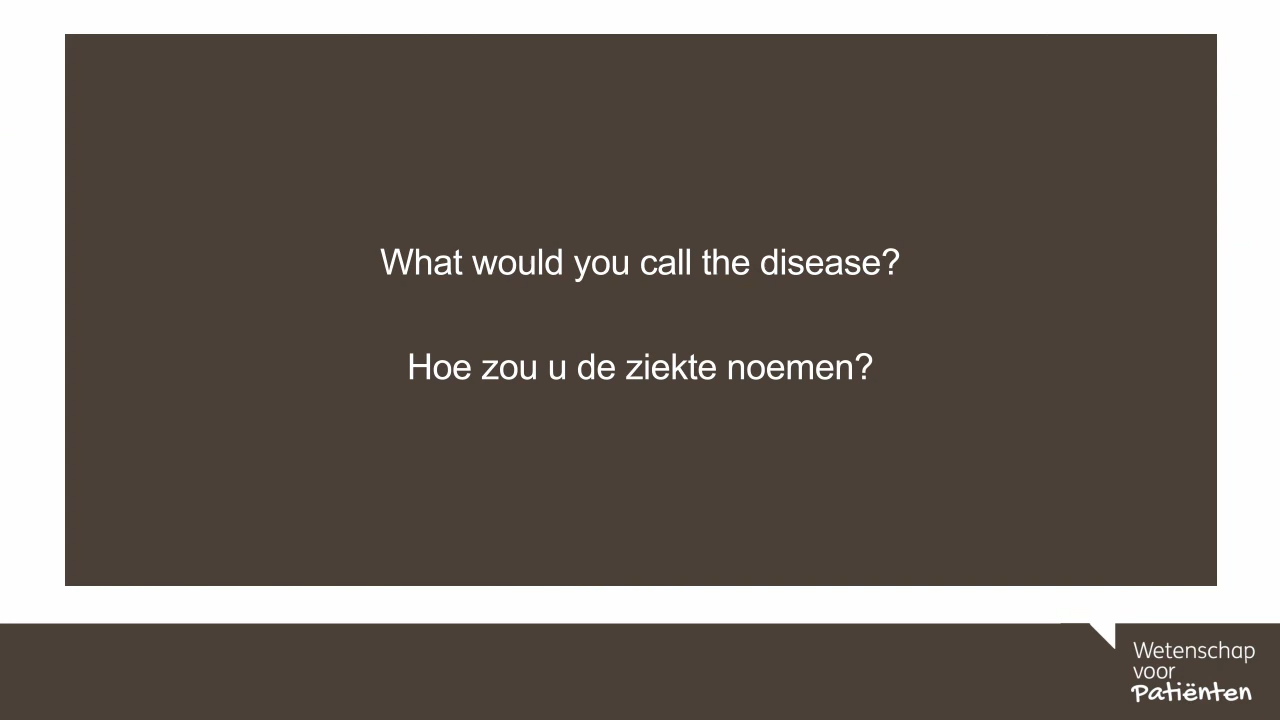 What would you call the disease?
Hoe zou u de ziekte noemen?
Wetenschap
voor
Patiënten